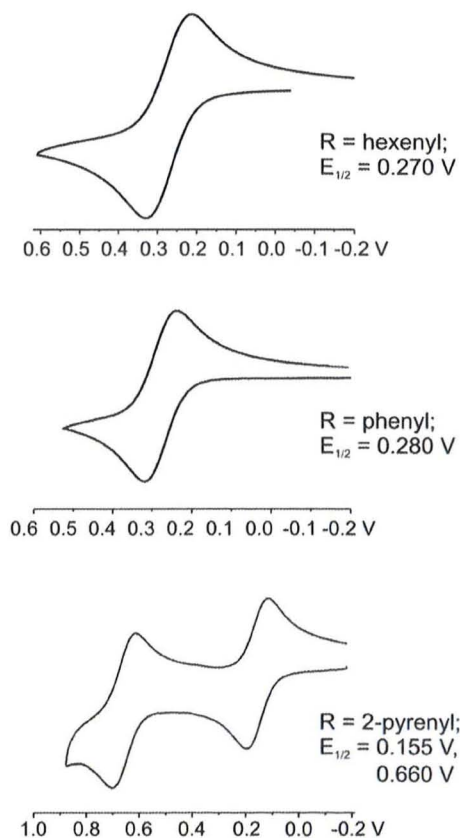 R = hexenyl;
E1/2 = 0.270 V
0.6 0.5 0.4 0.3 0.2 0.1 0.0 -0.1 -0.2 V
R = phenyl;
E1/2 = 0.280 V
0.6 0.5 0.4 0.3 0.2 0.1 0.0 -0.1 -0.2 V
R = 2-pyrenyl;
E1/2 = 0.155 V,
0.660 V
1.0 0.8 0.6 0.4 0.2 0.0 -0.2 V